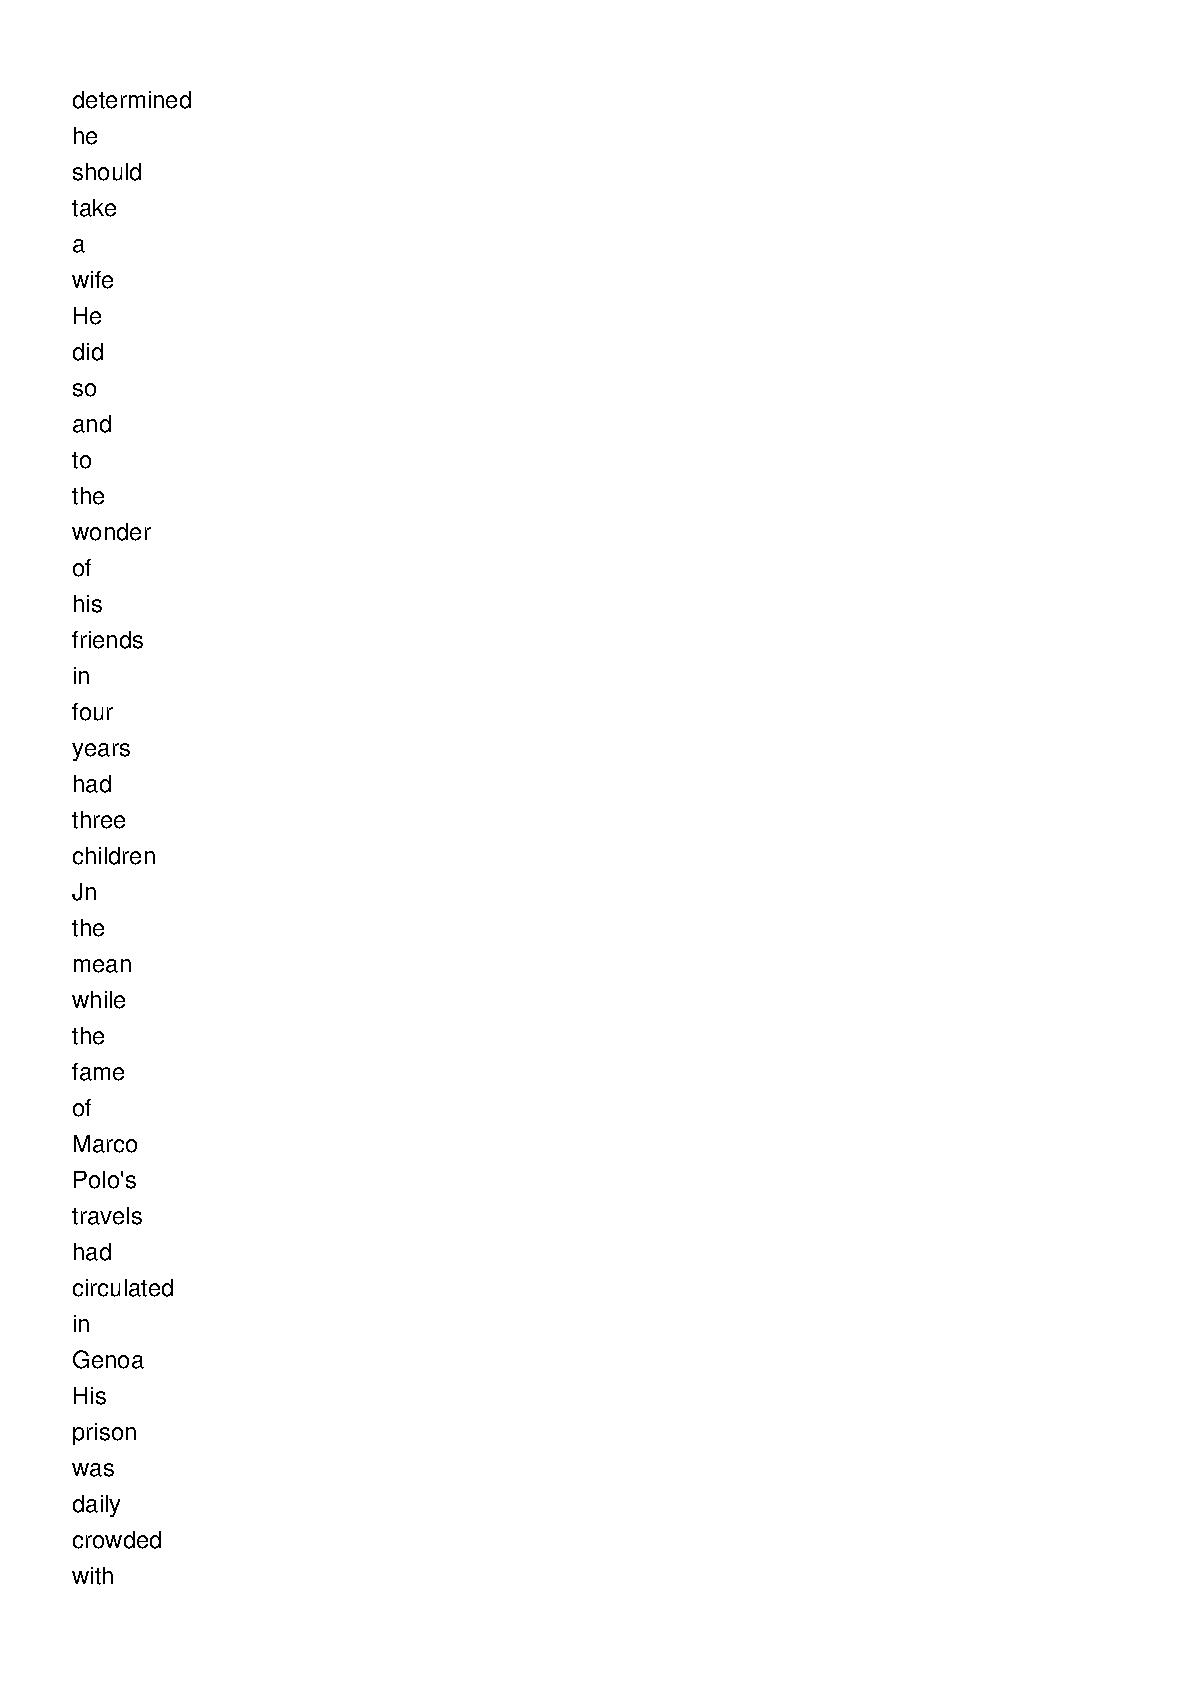 determined
he
should
take
a
wife
He
did
so
and
to
the
wonder
of
his
friends
in
four
years
had
three
children
Jn
the
mean
while
the
fame
of
Marco
Polo's
travels
had
circulated
in
Genoa
His
prison
was
daily
crowded
with